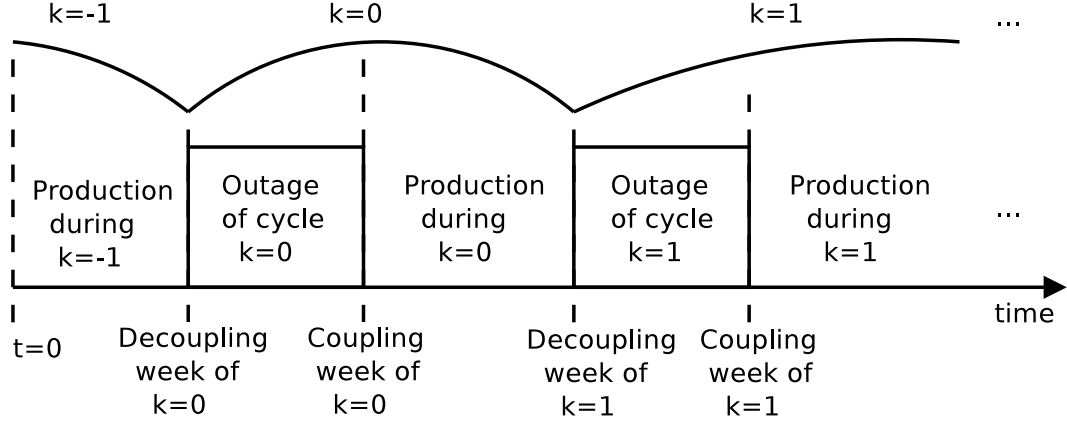 k=-1
k=0
k=1
...
Production
during
k=-1
Outage
of cycle
k=0
Production
during
k=0
Outage
of cycle
k=1
Production
during
k=1
...
time
t=0
Decoupling
week of
k=0
Coupling
week of
k=0
Decoupling
week of
k=1
Coupling
week of
k=1